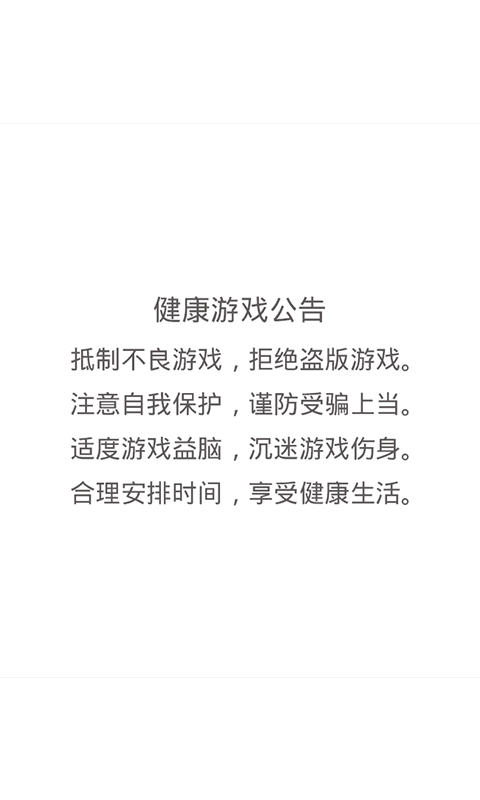 健康游戏公告
抵制不良游戏，拒绝盗版游戏。
注意自我保护，谨防受骗上当。
适度游戏益脑，沉迷游戏伤身。
合理安排时间，享受健康生活。